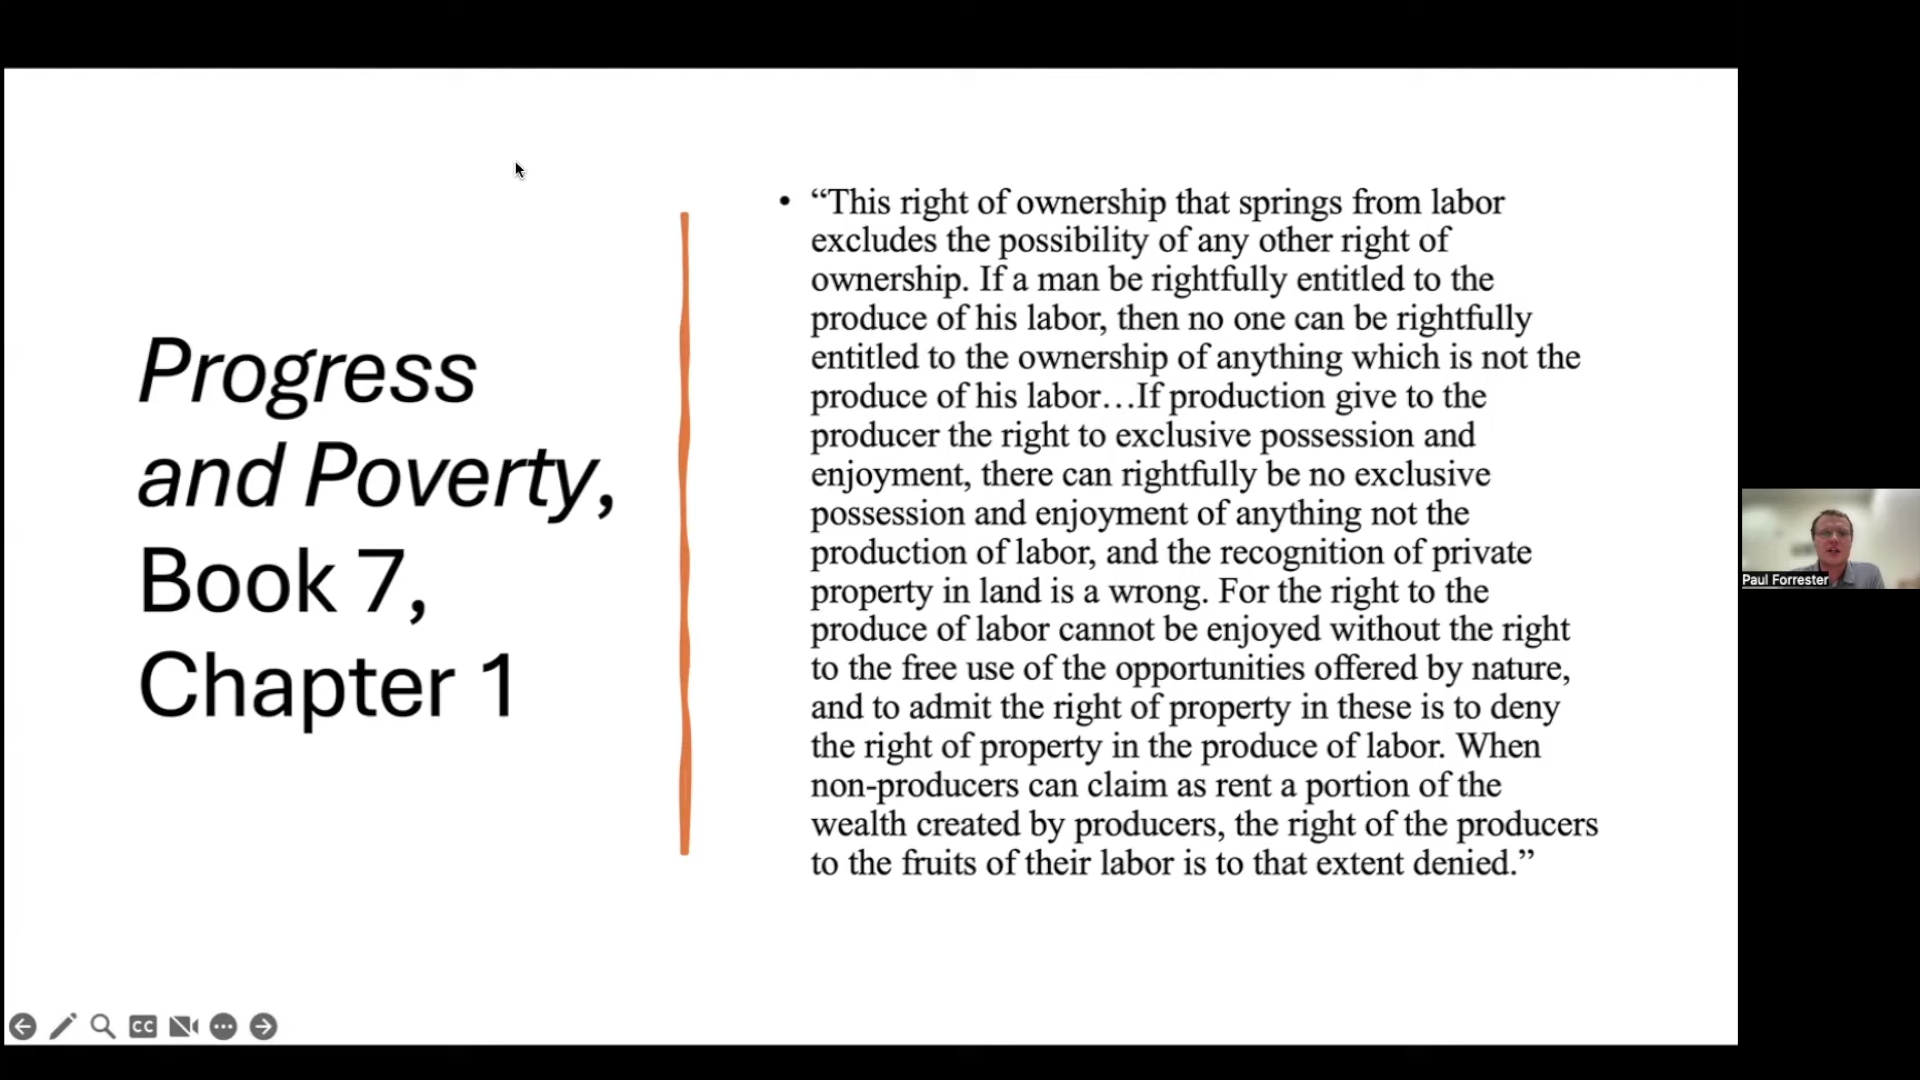 Progress
and Poverty,
Book 7,
Chapter 1
• “This right of ownership that springs from labor
excludes the possibility of any other right of
ownership. If a man be rightfully entitled to the
produce of his labor, then no one can be rightfully
entitled to the ownership of anything which is not the
produce of his labor…If production give to the
producer the right to exclusive possession and
enjoyment, there can rightfully be no exclusive
possession and enjoyment of anything not the
production of labor, and the recognition of private
property in land is a wrong. For the right to the
produce of labor cannot be enjoyed without the right
to the free use of the opportunities offered by nature,
and to admit the right of property in these is to deny
the right of property in the produce of labor. When
non-producers can claim as rent a portion of the
wealth created by producers, the right of the producers
to the fruits of their labor is to that extent denied.”
Paul Forrester
CC